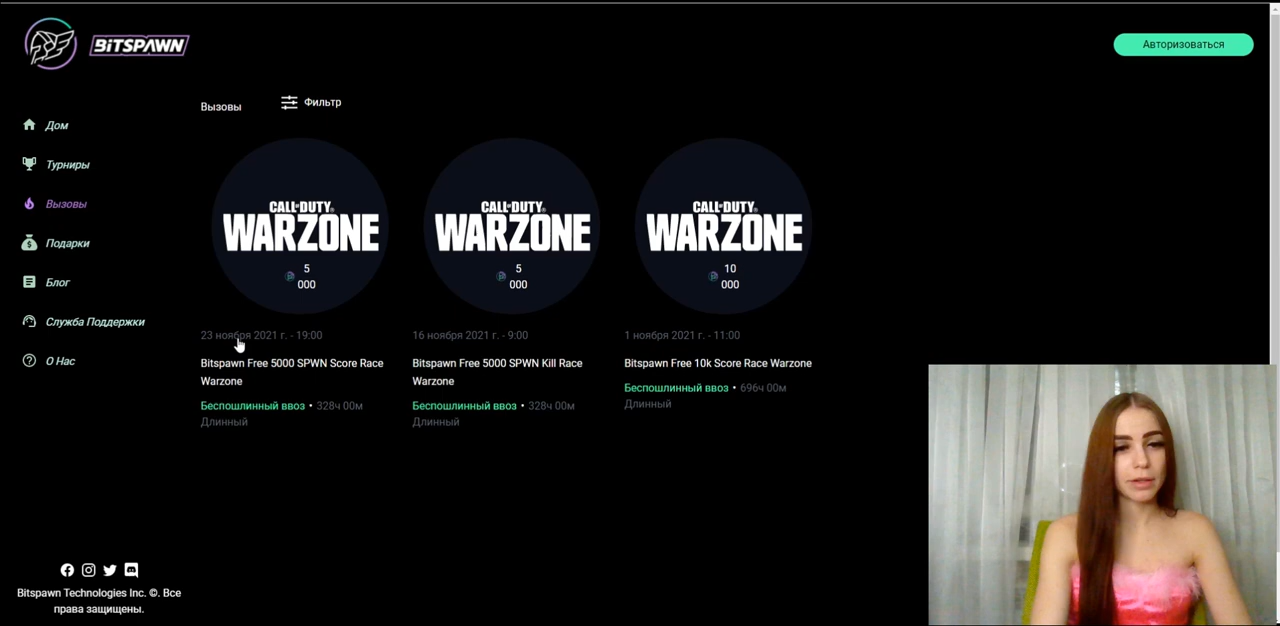 BITSPAWN
Авторизоваться
Вызовы
Фильтр
Дом
Турниры
Вызовы
Подарки
Блог
Служба Поддержки
О Нас
CALL OF DUTY
WARZONE
5
000
23 ноября 2021 г. - 19:00
Bitspawn Free 5000 SPWN Score Race
Warzone
Беспошлинный ввоз • 328ч 00м
Длинный
CALL OF DUTY
WARZONE
5
000
16 ноября 2021 г. - 9:00
Bitspawn Free 5000 SPWN Kill Race
Warzone
Беспошлинный ввоз • 328ч 00м
Длинный
CALL OF DUTY
WARZONE
10
000
1 ноября 2021 г. - 11:00
Bitspawn Free 10k Score Race Warzone
Беспошлинный ввоз • 696ч 00м
Длинный
Bitspawn Technologies Inc. ©. Все
права защищены.